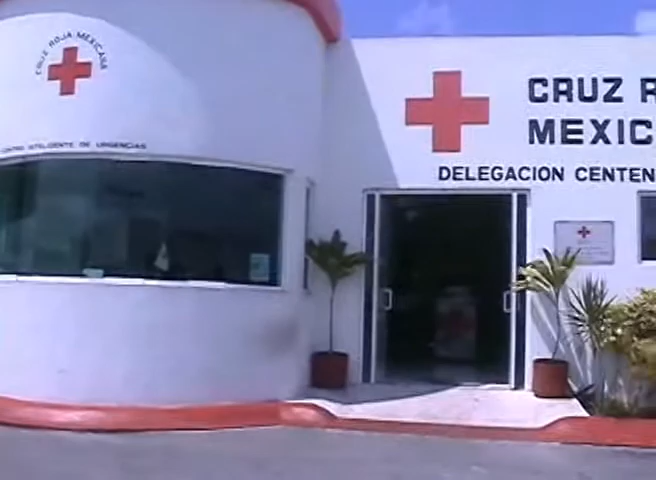 CRUZ ROJA MEXICANA
CENTRO INTELIGENTE DE URGENCIAS
CRUZ R
MEXIC
DELEGACION CENTEN